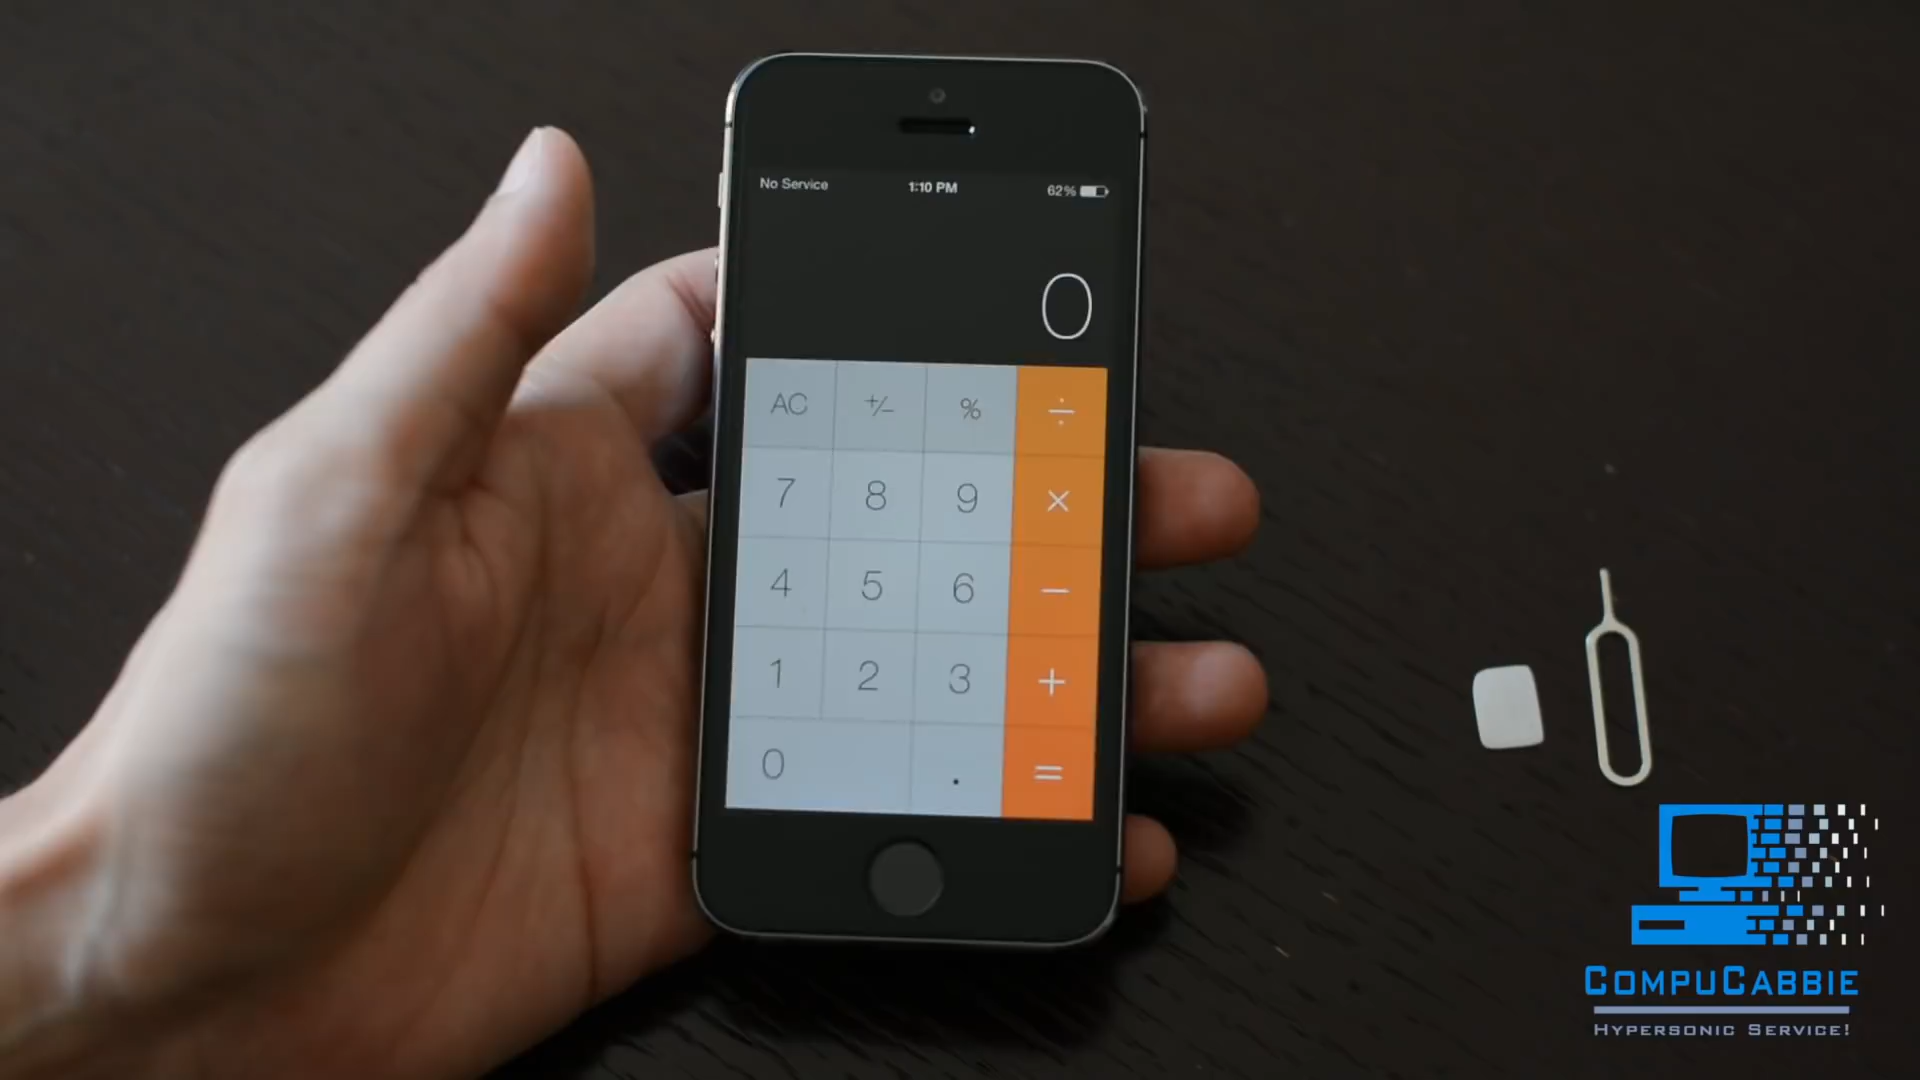 No Service 1:10 PM 62%
0
AC +/- % ÷
7 8 9 ×
4 5 6 −
1 2 3 +
0 . =
COMPUCABBIE
HYPERSONIC SERVICE!